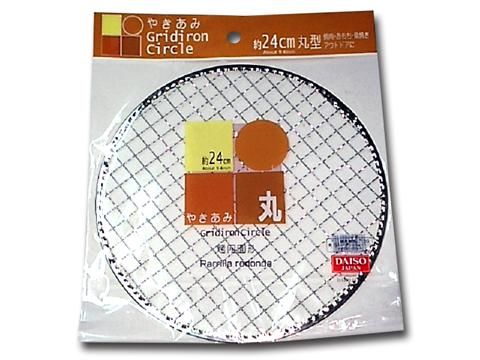 やきあみ
Gridiron
Circle
約24cm 丸型
焼肉・おもち・魚焼き
アウトドアに
約24cm
やきあみ
丸
Gridiron Circle
Parrilla redonda
DAISO
JAPAN